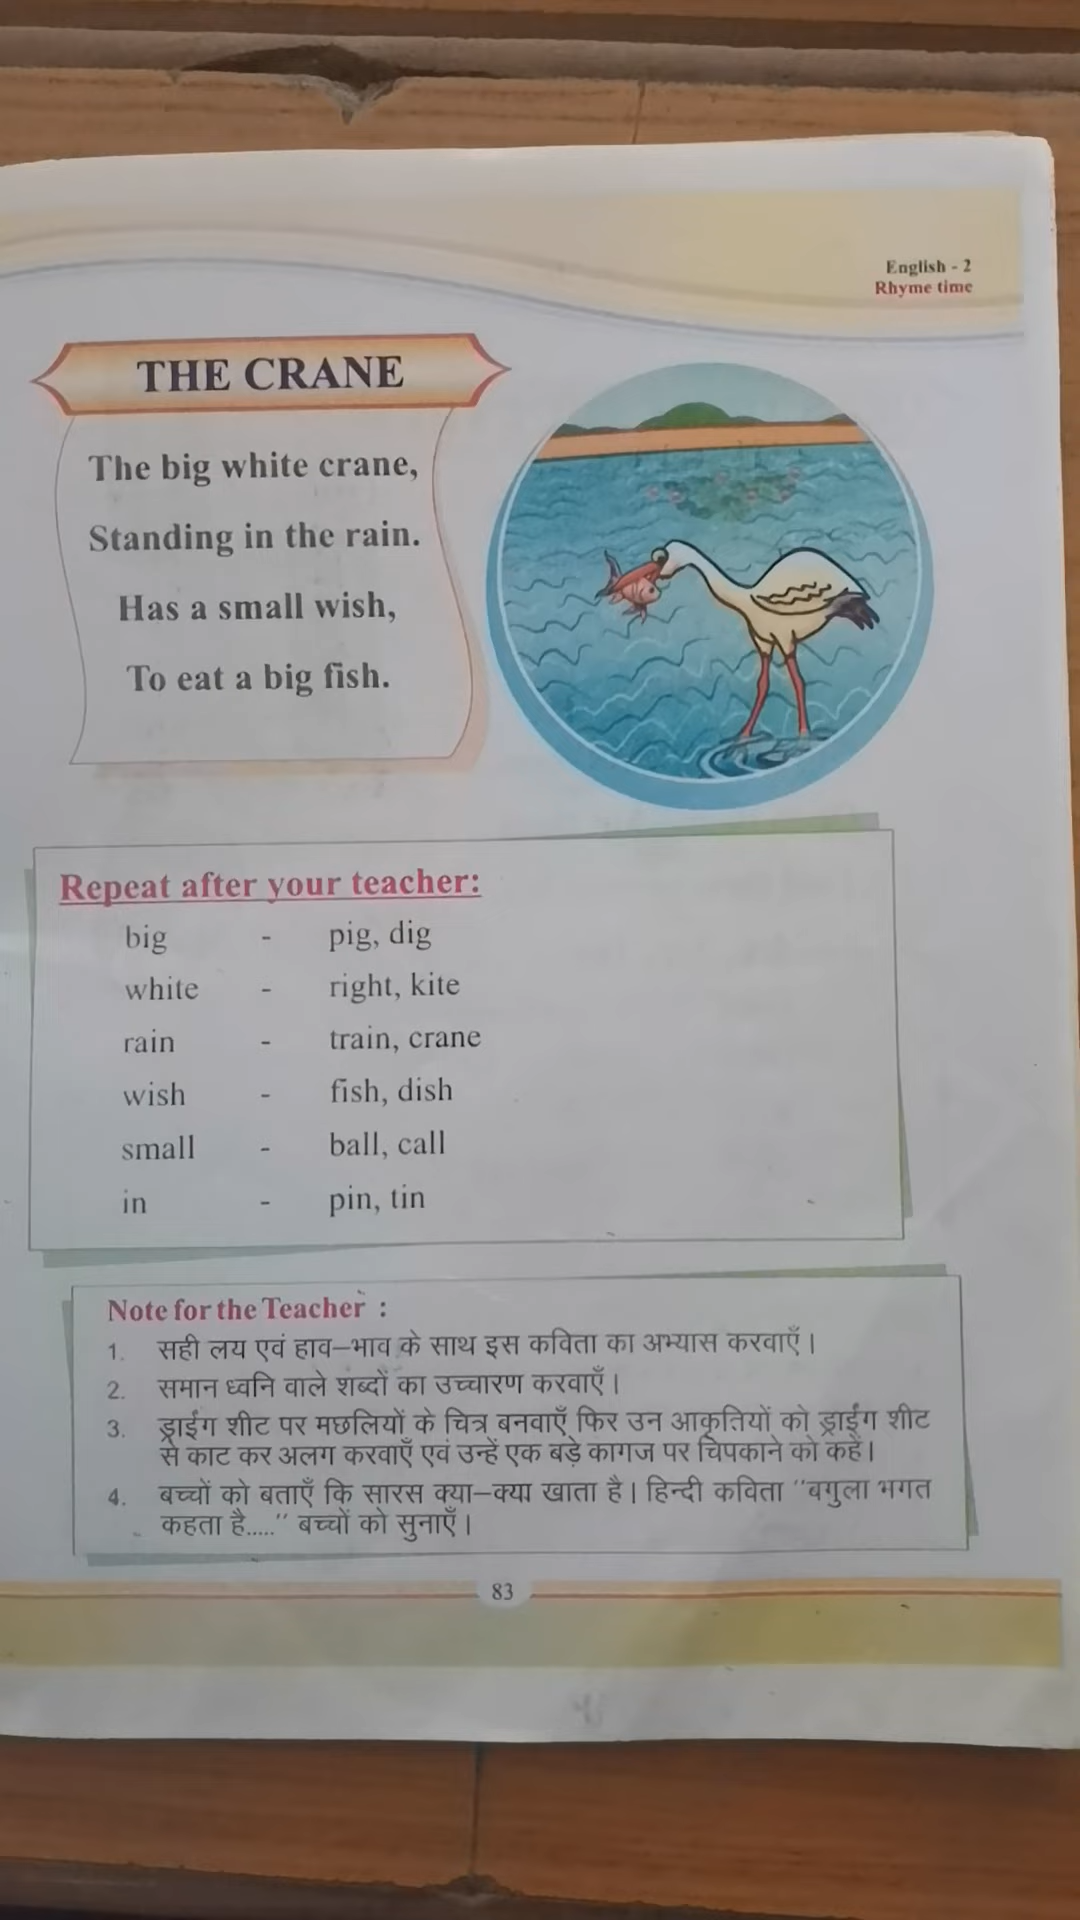 English - 2
Rhyme time
THE CRANE
The big white crane,
Standing in the rain.
Has a small wish,
To eat a big fish.
Repeat after your teacher:
big - pig, dig
white - right, kite
rain - train, crane
wish - fish, dish
small - ball, call
in - pin, tin
Note for the Teacher :
1. सही लय एवं हाव–भाव के साथ इस कविता का अभ्यास करवाएँ।
2. समान ध्वनि वाले शब्दों का उच्चारण करवाएँ।
3. ड्राईंग शीट पर मछलियों के चित्र बनवाएँ फिर उन आकृतियों को ड्राईंग शीट
से काट कर अलग करवाएँ एवं उन्हें एक बड़े कागज पर चिपकाने को कहें।
4. बच्चों को बताएँ कि सारस क्या–क्या खाता है। हिन्दी कविता ''बगुला भगत
कहता है.....'' बच्चों को सुनाएँ।
83